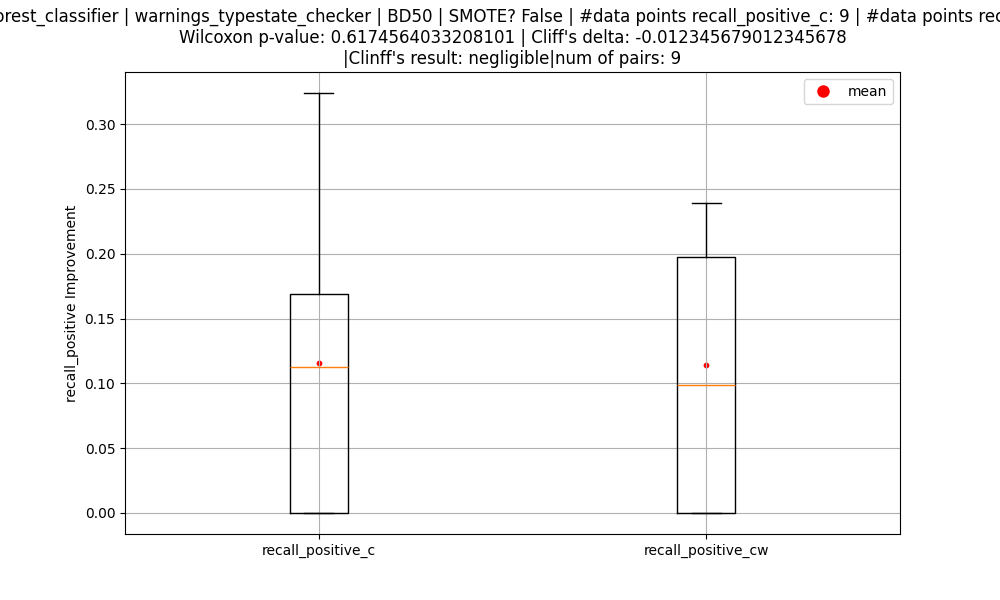 orest_classifier | warnings_typestate_checker | BD50 | SMOTE? False | #data points recall_positive_c: 9 | #data points rec
Wilcoxon p-value: 0.6174564033208101 | Cliff's delta: -0.012345679012345678
|Clinff's result: negligible|num of pairs: 9
mean
0.30
0.25
0.20
0.15
0.10
0.05
0.00
recall_positive Improvement
recall_positive_c
recall_positive_cw